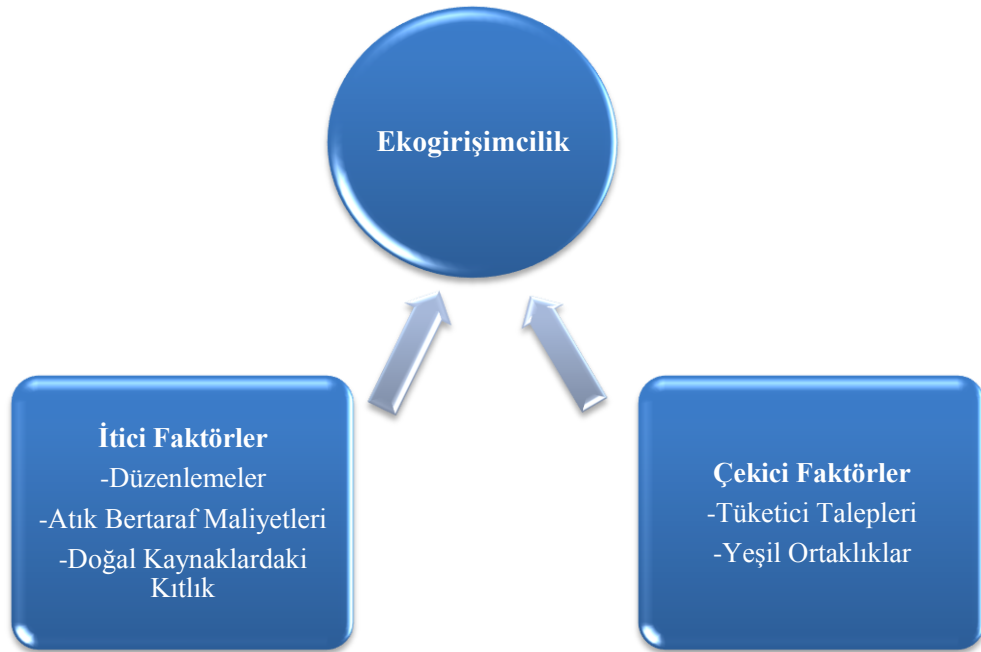 Ekogirişimcilik
İtici Faktörler
-Düzenlemeler
-Atık Bertaraf Maliyetleri
-Doğal Kaynaklardaki
Kıtlık
Çekici Faktörler
-Tüketici Talepleri
-Yeşil Ortaklıklar